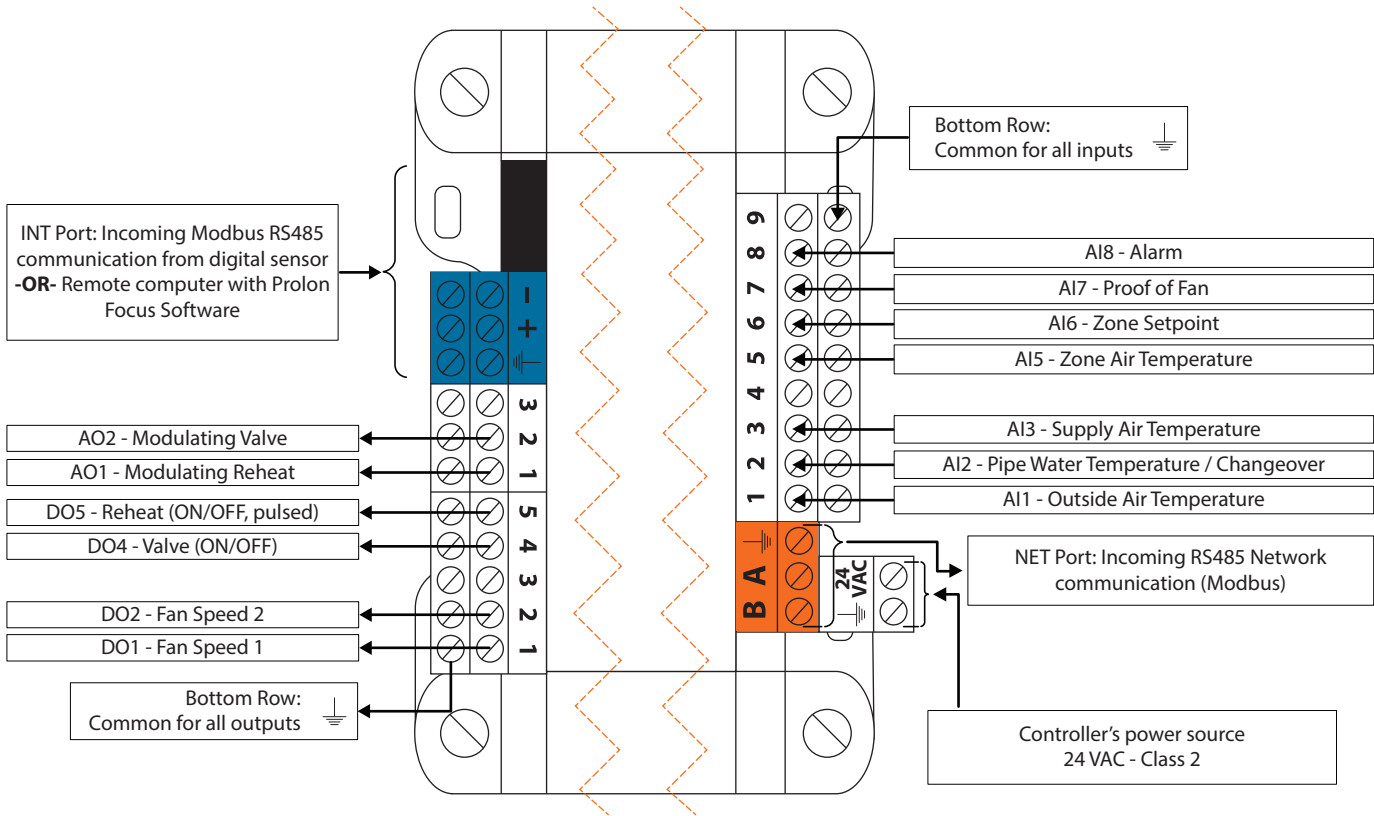 Bottom Row:
Common for all inputs
INT Port: Incoming Modbus RS485
communication from digital sensor
-OR- Remote computer with Prolon
Focus Software
AO2 - Modulating Valve
AO1 - Modulating Reheat
DO5 - Reheat (ON/OFF, pulsed)
DO4 - Valve (ON/OFF)
DO2 - Fan Speed 2
DO1 - Fan Speed 1
Bottom Row:
Common for all outputs
-
+
3
2
1
5
4
3
2
1
9
8
7
6
5
4
3
2
1
A
B
24
VAC
AI8 - Alarm
AI7 - Proof of Fan
AI6 - Zone Setpoint
AI5 - Zone Air Temperature
AI3 - Supply Air Temperature
AI2 - Pipe Water Temperature / Changeover
AI1 - Outside Air Temperature
NET Port: Incoming RS485 Network
communication (Modbus)
Controller's power source
24 VAC - Class 2